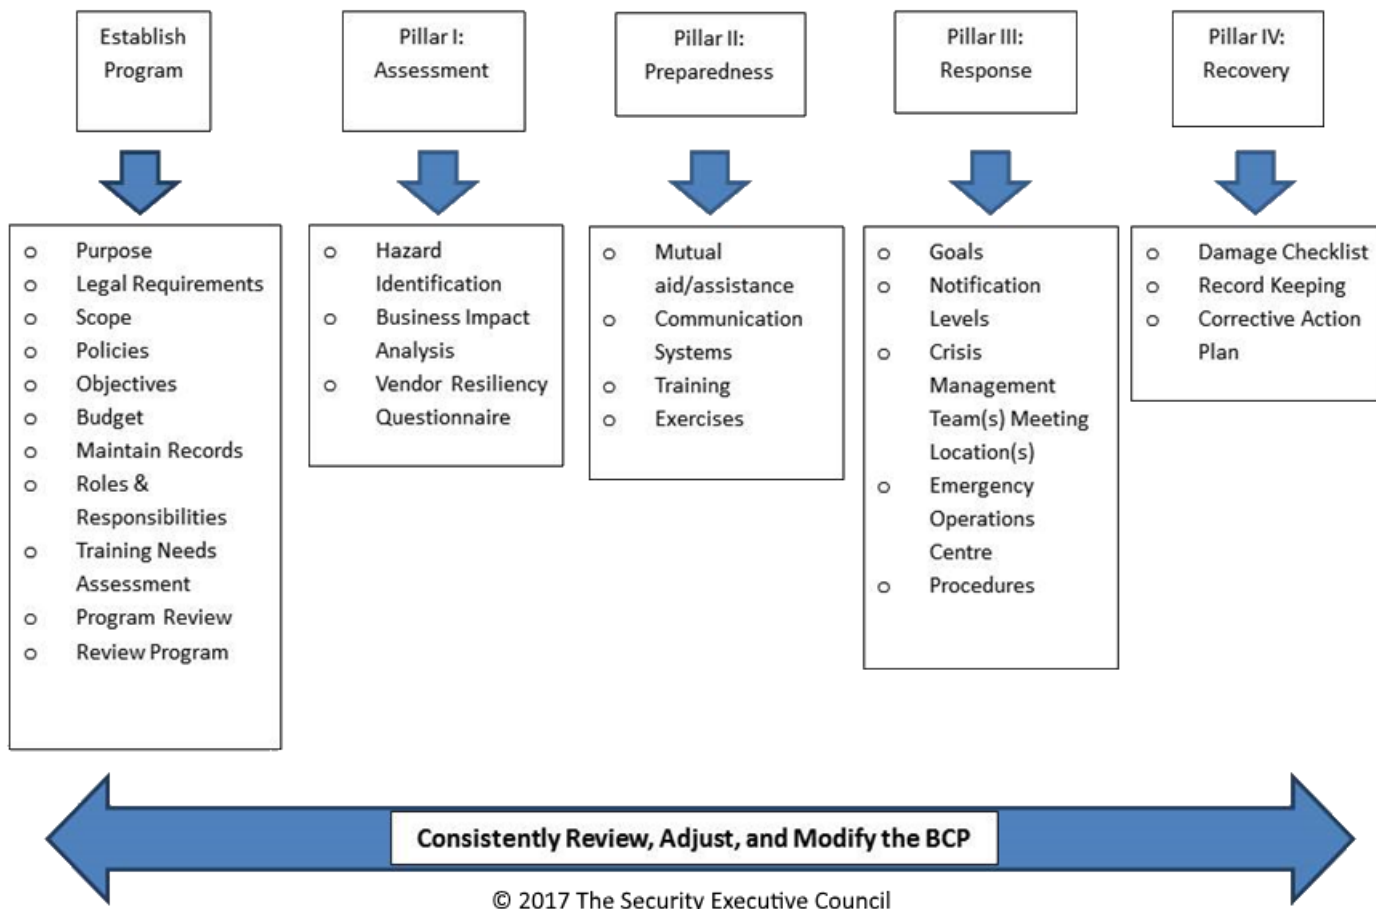 Establish
Program
Pillar I:
Assessment
Pillar II:
Preparedness
Pillar III:
Response
Pillar IV:
Recovery
o Purpose
o Legal Requirements
o Scope
o Policies
o Objectives
o Budget
o Maintain Records
o Roles &
Responsibilities
o Training Needs
Assessment
o Program Review
o Review Program
o Hazard
Identification
o Business Impact
Analysis
o Vendor Resiliency
Questionnaire
o Mutual
aid/assistance
o Communication
Systems
o Training
o Exercises
o Goals
o Notification
Levels
o Crisis
Management
Team(s) Meeting
Location(s)
o Emergency
Operations
Centre
o Procedures
o Damage Checklist
o Record Keeping
o Corrective Action
Plan
Consistently Review, Adjust, and Modify the BCP
© 2017 The Security Executive Council